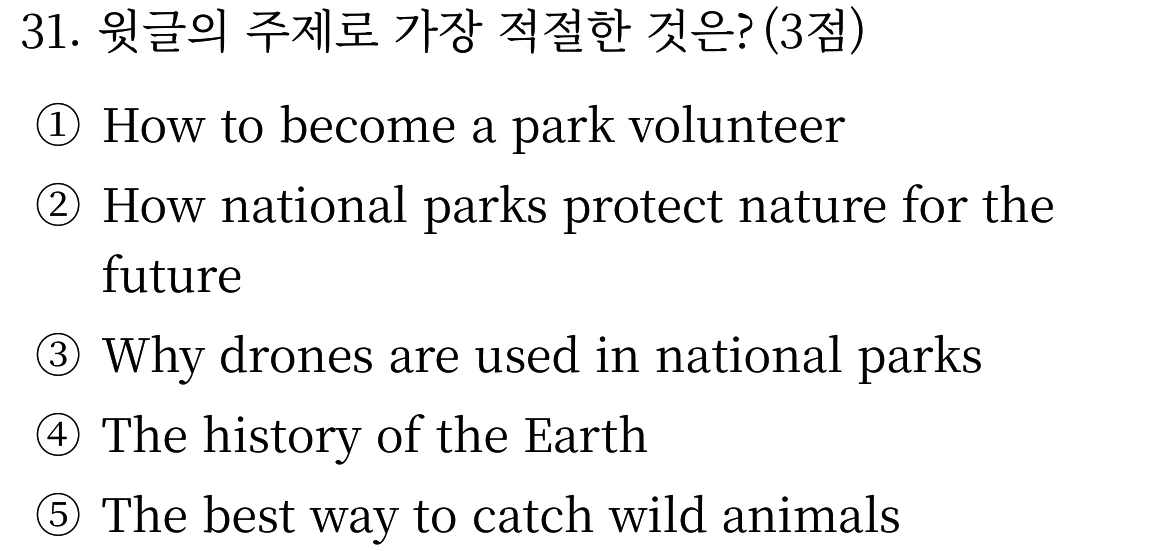 31. 윗글의 주제로 가장 적절한 것은? (3점)
① How to become a park volunteer
② How national parks protect nature for the
future
③ Why drones are used in national parks
④ The history of the Earth
⑤ The best way to catch wild animals